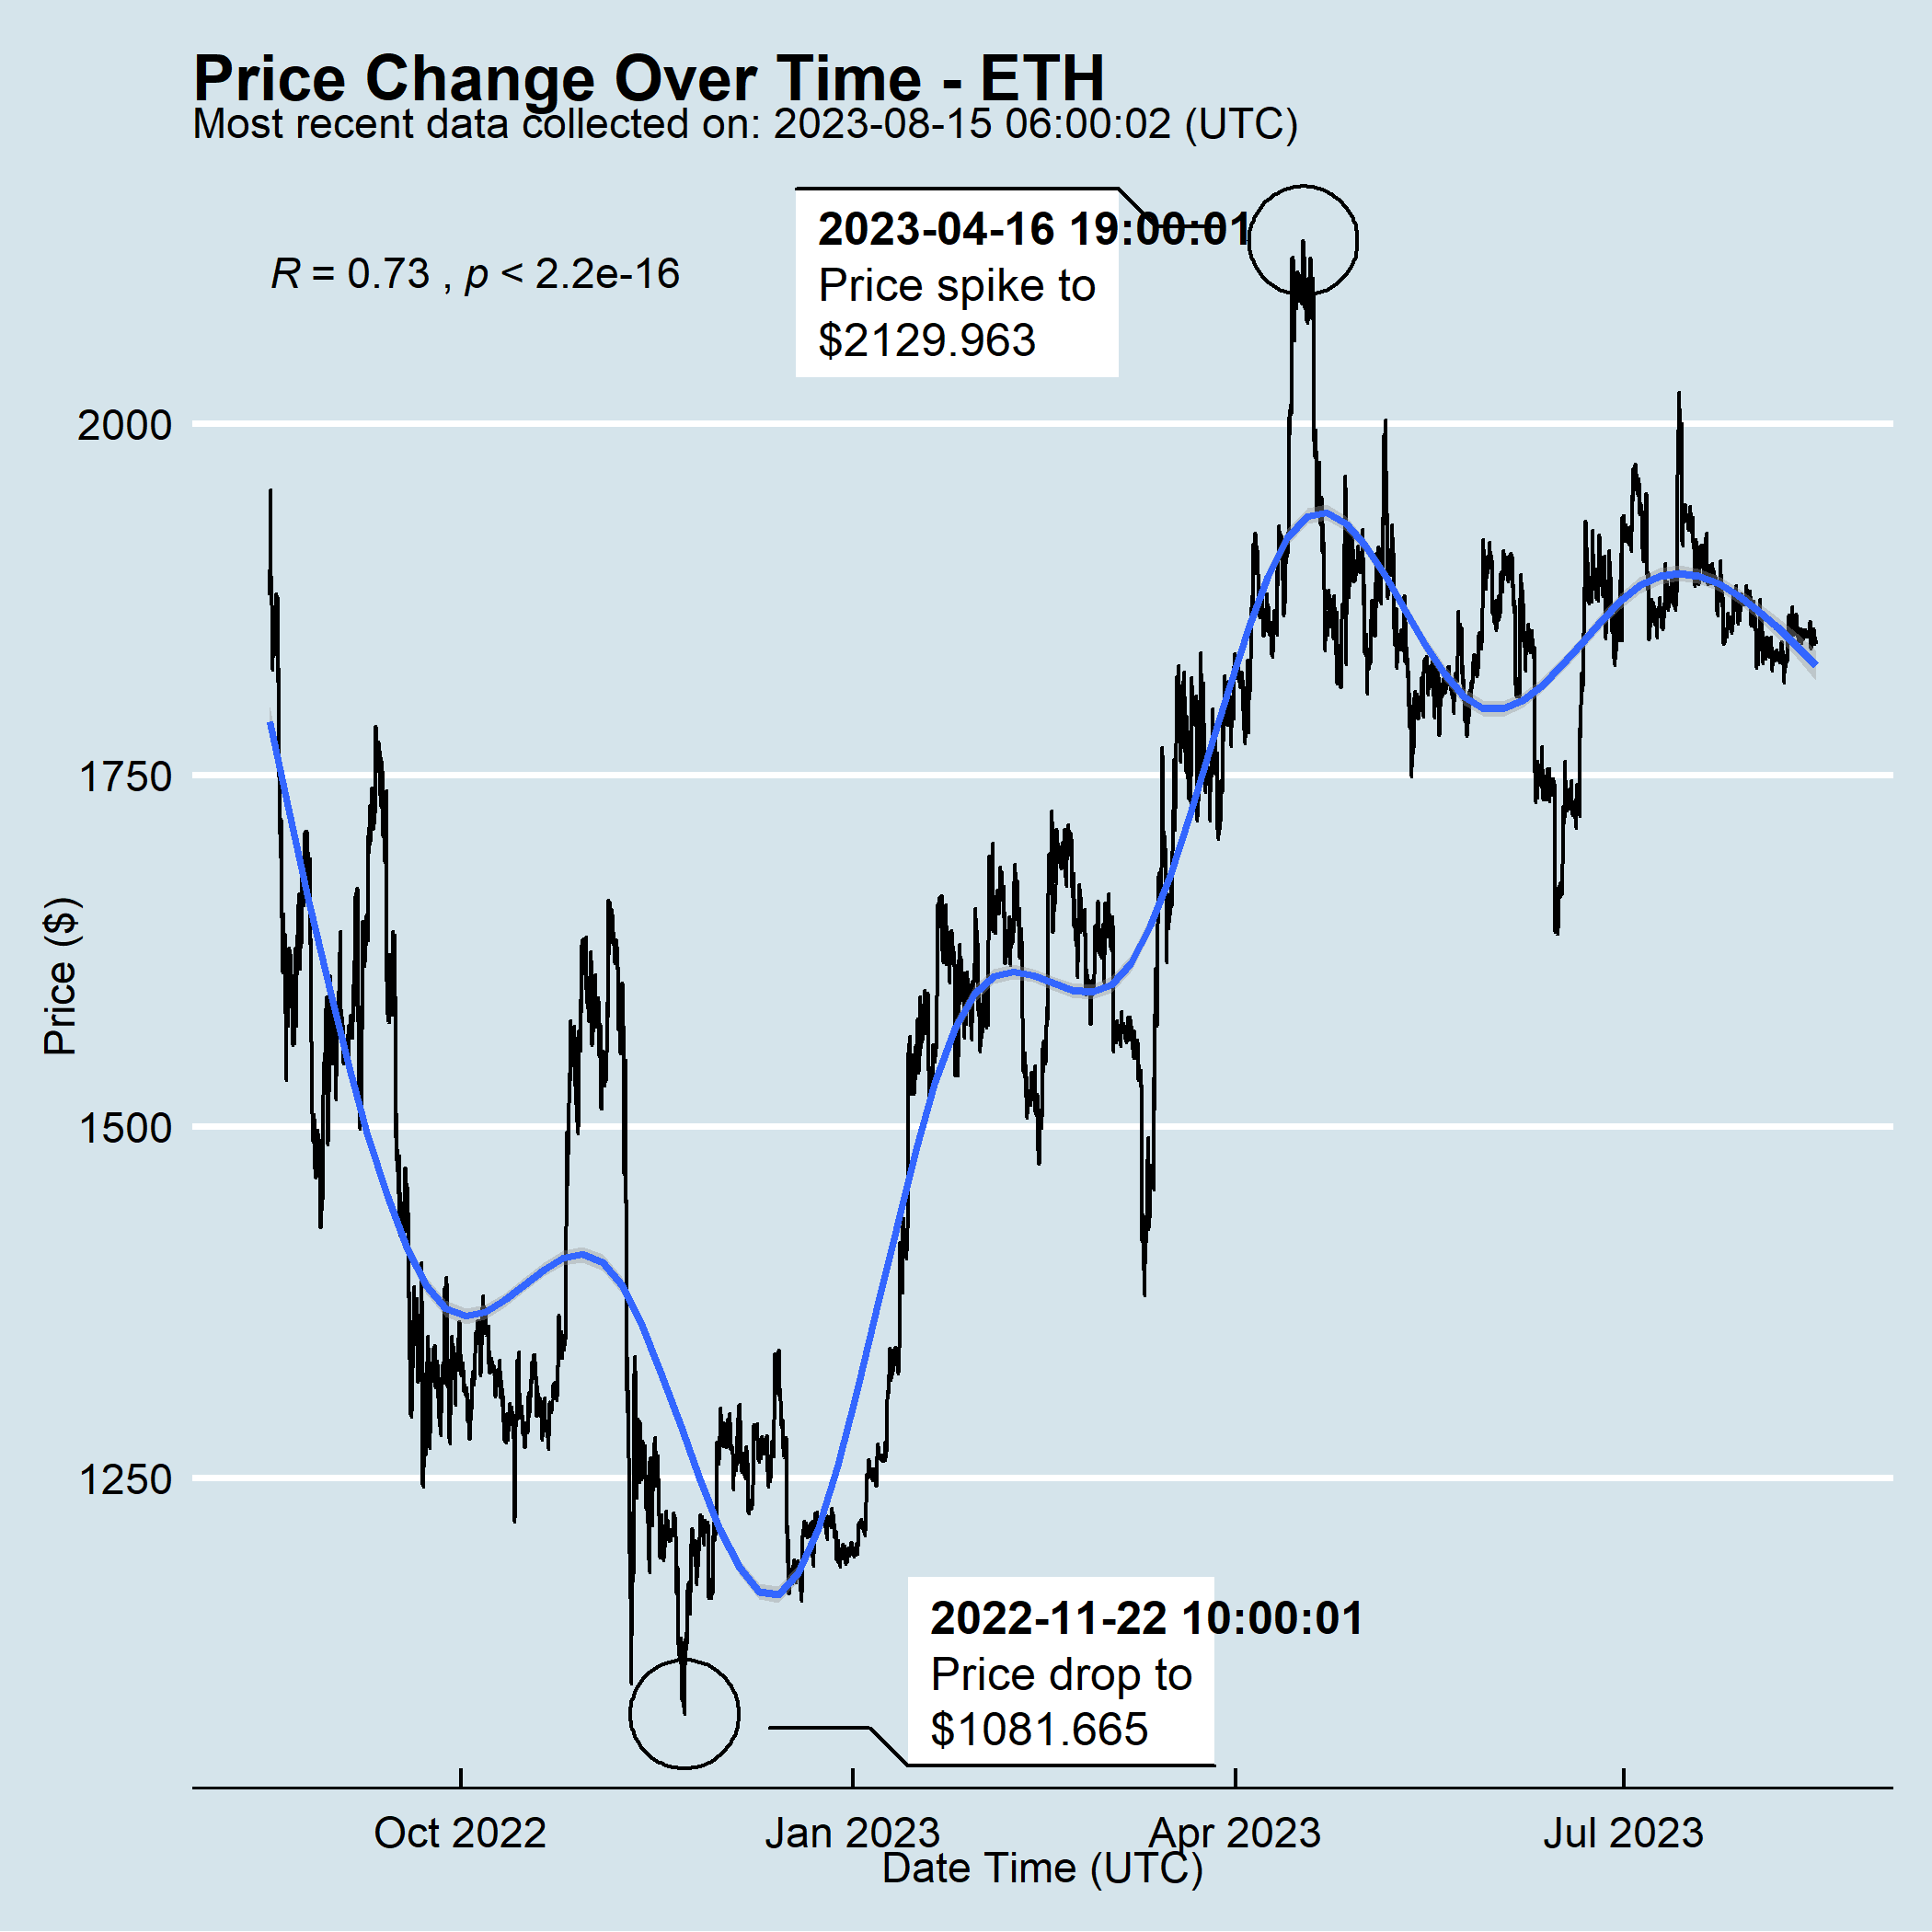 Price Change Over Time - ETH
Most recent data collected on: 2023-08-15 06:00:02 (UTC)
2023-04-16 19:00:01
Price spike to
$2129.963
R = 0.73 , p < 2.2e-16
2000
1750
1500
1250
Price ($)
2022-11-22 10:00:01
Price drop to
$1081.665
Oct 2022
Jan 2023
Apr 2023
Jul 2023
Date Time (UTC)